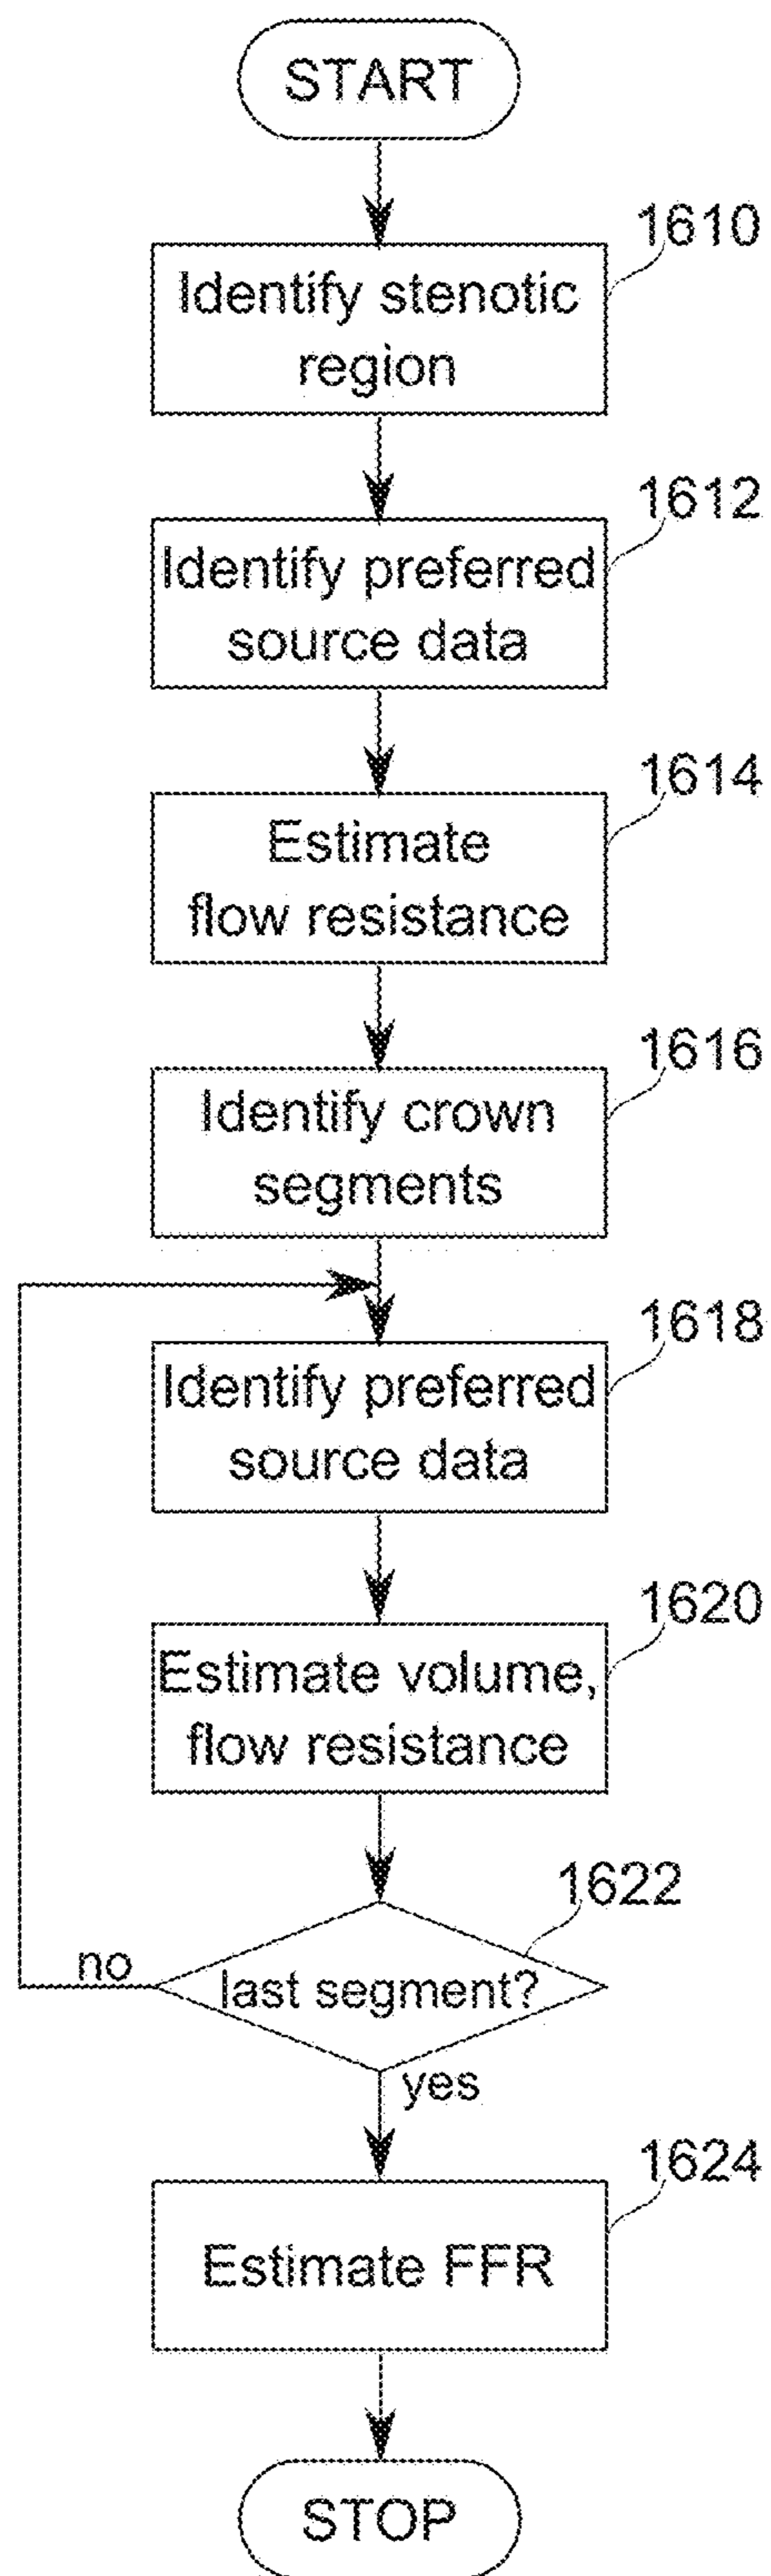 START
1610
Identify stenotic
region
1612
Identify preferred
source data
1614
Estimate
flow resistance
1616
Identify crown
segments
1618
Identify preferred
source data
1620
Estimate volume,
flow resistance
1622
no
last segment?
yes
1624
Estimate FFR
STOP